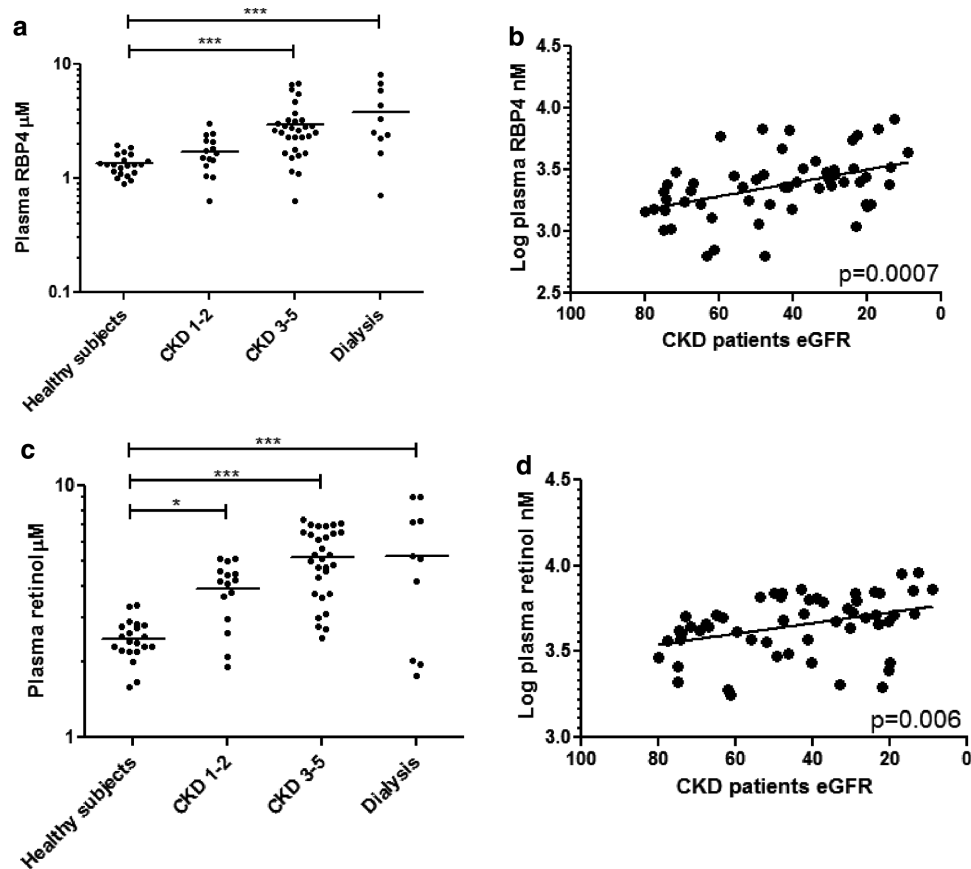 a
***
***
10
1
0.1
Plasma RBP4 µM
Healthy subjects
CKD 1-2
CKD 3-5
Dialysis
b
4.5
4.0
3.5
3.0
2.5
Log plasma RBP4 nM
p=0.0007
100
80
60
40
20
0
CKD patients eGFR
c
***
***
*
10
1
Plasma retinol µM
Healthy subjects
CKD 1-2
CKD 3-5
Dialysis
d
4.5
4.0
3.5
3.0
Log plasma retinol nM
p=0.006
100
80
60
40
20
0
CKD patients eGFR